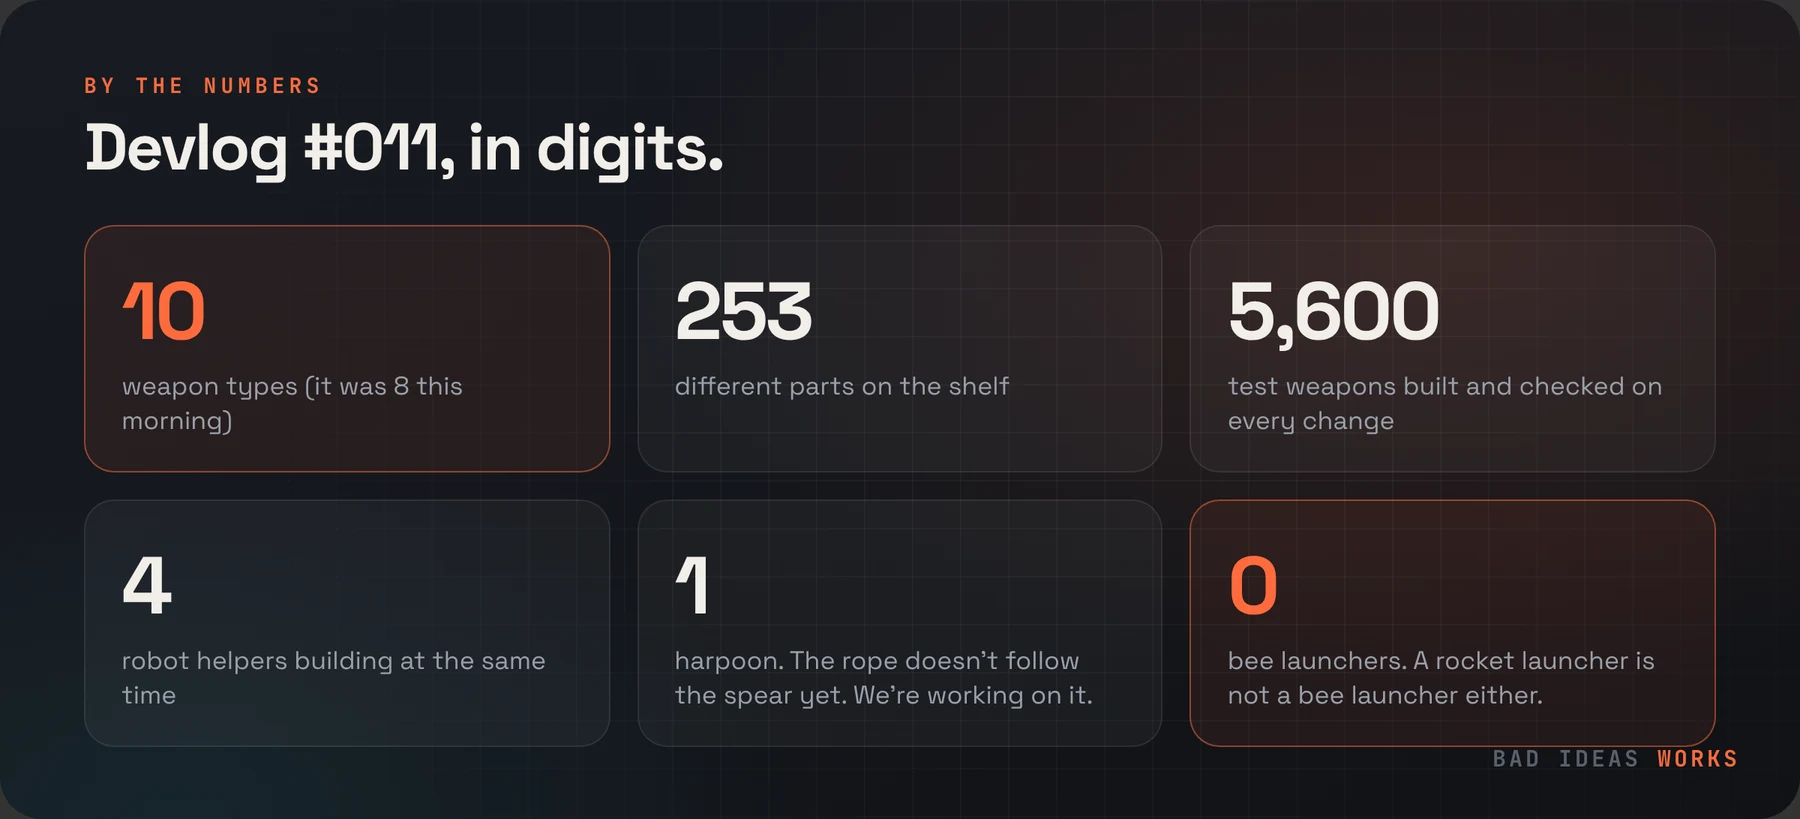 BY THE NUMBERS
Devlog #011, in digits.
10
weapon types (it was 8 this
morning)
253
different parts on the shelf
5,600
test weapons built and checked on
every change
4
robot helpers building at the same
time
1
harpoon. The rope doesn’t follow
the spear yet. We’re working on it.
0
bee launchers. A rocket launcher is
not a bee launcher either.
BAD IDEAS WORKS